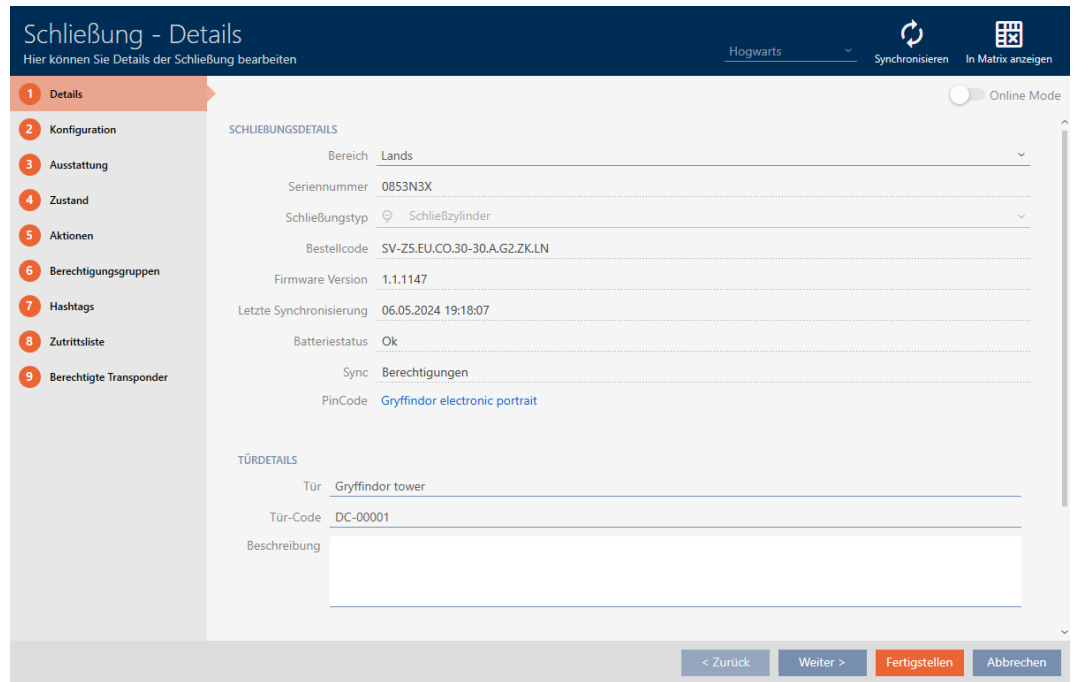 Schließung - Details
Hier können Sie Details der Schließung bearbeiten
Hogwarts
Synchronisieren
In Matrix anzeigen
1 Details
2 Konfiguration
3 Ausstattung
4 Zustand
5 Aktionen
6 Berechtigungsgruppen
7 Hashtags
8 Zutrittsliste
9 Berechtigte Transponder
Online Mode
SCHLIEßUNGSDETAILS
Bereich Lands
Seriennummer 0853N3X
Schließungstyp Schließzylinder
Bestellcode SV-Z5.EU.CO.30-30.A.G2.ZK.LN
Firmware Version 1.1.1147
Letzte Synchronisierung 06.05.2024 19:18:07
Batteriestatus Ok
Sync Berechtigungen
PinCode Gryffindor electronic portrait
TÜRDETAILS
Tür Gryffindor tower
Tür-Code DC-00001
Beschreibung
< Zurück
Weiter >
Fertigstellen
Abbrechen